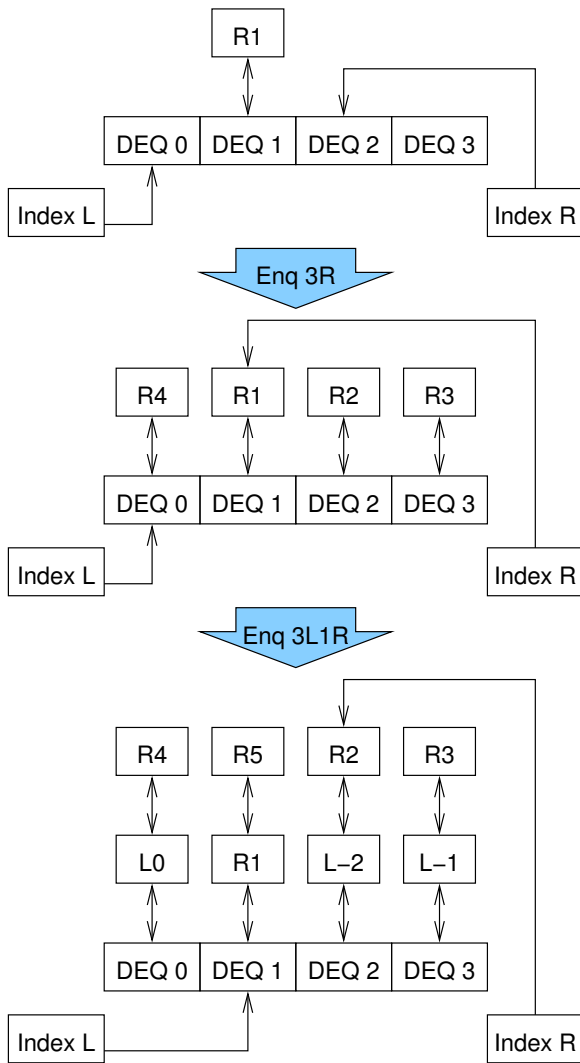 R1
DEQ 0 DEQ 1 DEQ 2 DEQ 3
Index L Index R
Enq 3R
R4 R1 R2 R3
DEQ 0 DEQ 1 DEQ 2 DEQ 3
Index L Index R
Enq 3L1R
R4 R5 R2 R3
L0 R1 L−2 L−1
DEQ 0 DEQ 1 DEQ 2 DEQ 3
Index L Index R